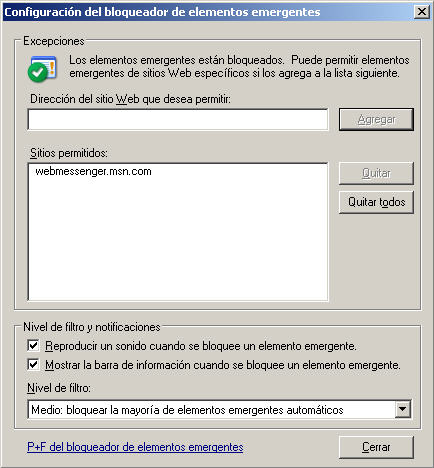 Configuración del bloqueador de elementos emergentes
Excepciones
Los elementos emergentes están bloqueados. Puede permitir elementos
emergentes de sitios Web específicos si los agrega a la lista siguiente.
Dirección del sitio Web que desea permitir:
Agregar
Sitios permitidos:
webmessenger.msn.com
Quitar
Quitar todos
Nivel de filtro y notificaciones
Reproducir un sonido cuando se bloquee un elemento emergente.
Mostrar la barra de información cuando se bloquee un elemento emergente.
Nivel de filtro:
Medio: bloquear la mayoría de elementos emergentes automáticos
P+F del bloqueador de elementos emergentes
Cerrar